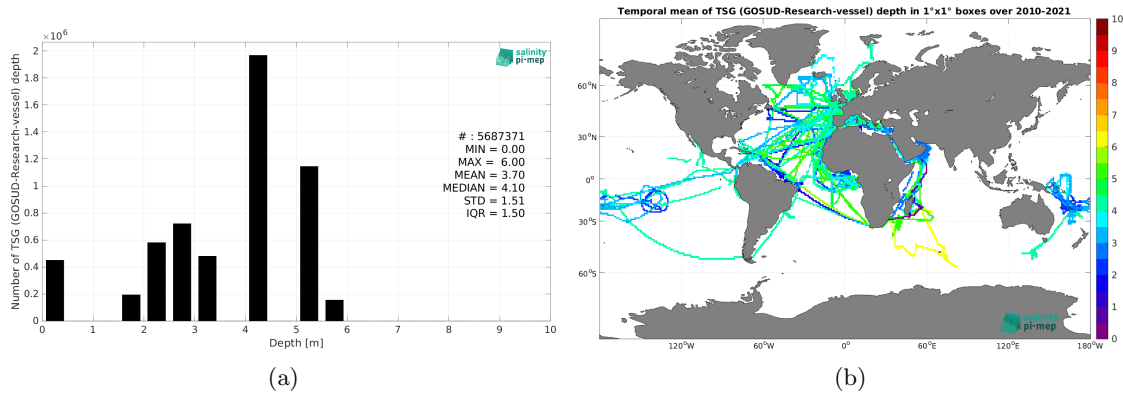 ×10⁶
2
1.8
1.6
1.4
1.2
1
0.8
0.6
0.4
0.2
0
Number of TSG (GOSUD-Research-vessel) depth
0 1 2 3 4 5 6 7 8 9 10
Depth [m]
salinity
pi-mep
# : 5687371
MIN = 0.00
MAX = 6.00
MEAN = 3.70
MEDIAN = 4.10
STD = 1.51
IQR = 1.50
(a)
Temporal mean of TSG (GOSUD-Research-vessel) depth in 1°x1° boxes over 2010-2021
60°N
30°N
0°
30°S
60°S
120°W 60°W 0° 60°E 120°E 180°W
salinity
pi-mep
10
9
8
7
6
5
4
3
2
1
0
(b)